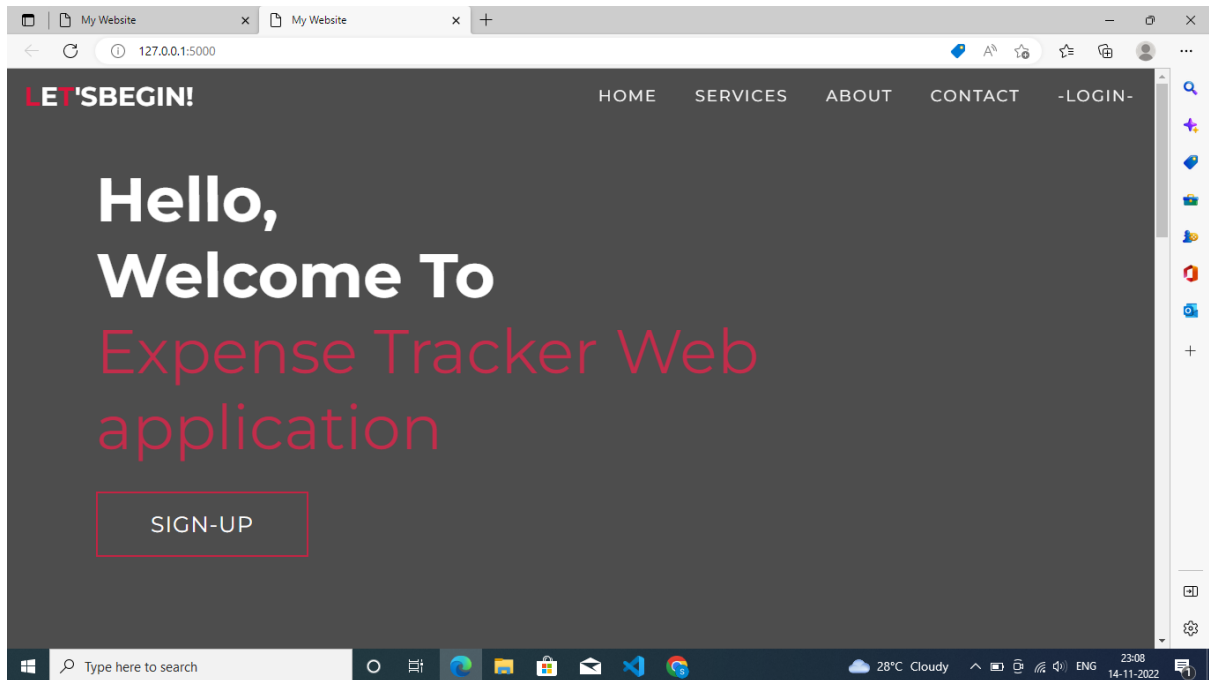 My Website
My Website
127.0.0.1:5000
LET'SBEGIN!
HOME SERVICES ABOUT CONTACT -LOGIN-
Hello,
Welcome To
Expense Tracker Web
application
SIGN-UP
Type here to search
28°C Cloudy
ENG
23:08
14-11-2022
1